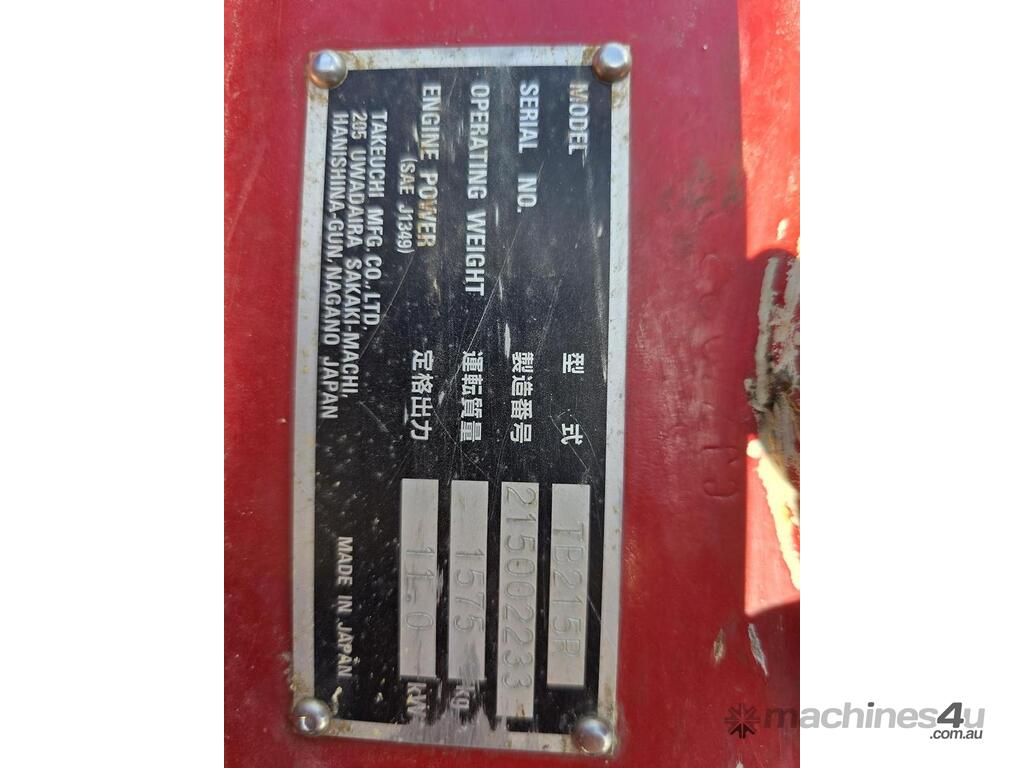 MODEL 型式 TB215R
SERIAL NO. 製造番号 215002233
OPERATING WEIGHT 運転質量 1575 kg
ENGINE POWER 定格出力 11.0 kW
(SAE J1349)
TAKEUCHI MFG. CO., LTD.
205 UWADAIRA SAKAKI-MACHI,
HANISHINA-GUN, NAGANO JAPAN
MADE IN JAPAN
machines4u
.com.au